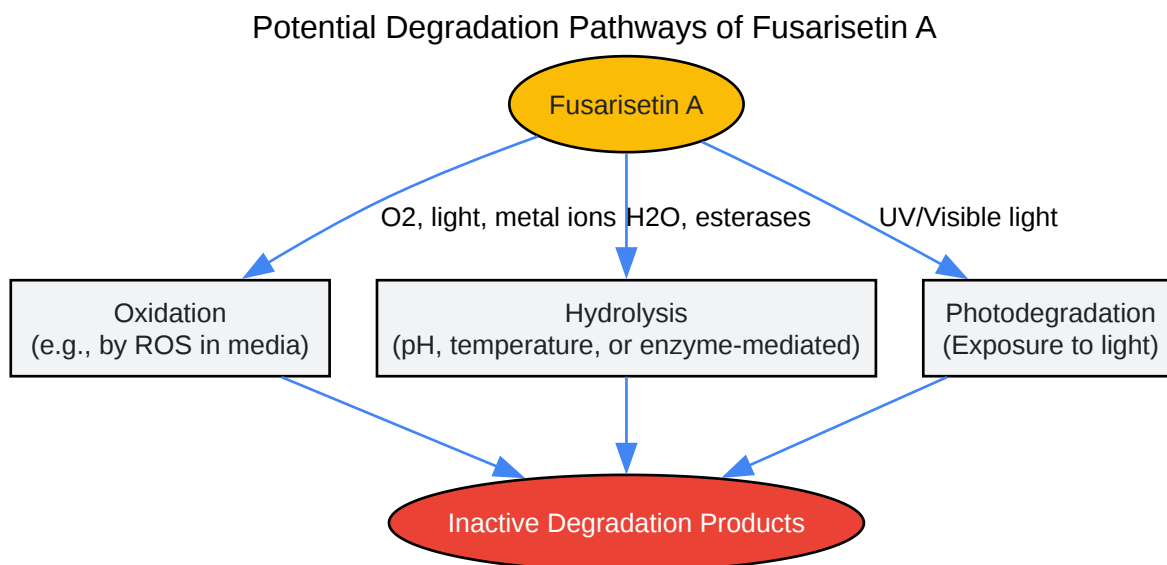 Potential Degradation Pathways of Fusarisetin A
Fusarisetin A
O2, light, metal ions
H2O, esterases
UV/Visible light
Oxidation
(e.g., by ROS in media)
Hydrolysis
(pH, temperature, or enzyme-mediated)
Photodegradation
(Exposure to light)
Inactive Degradation Products